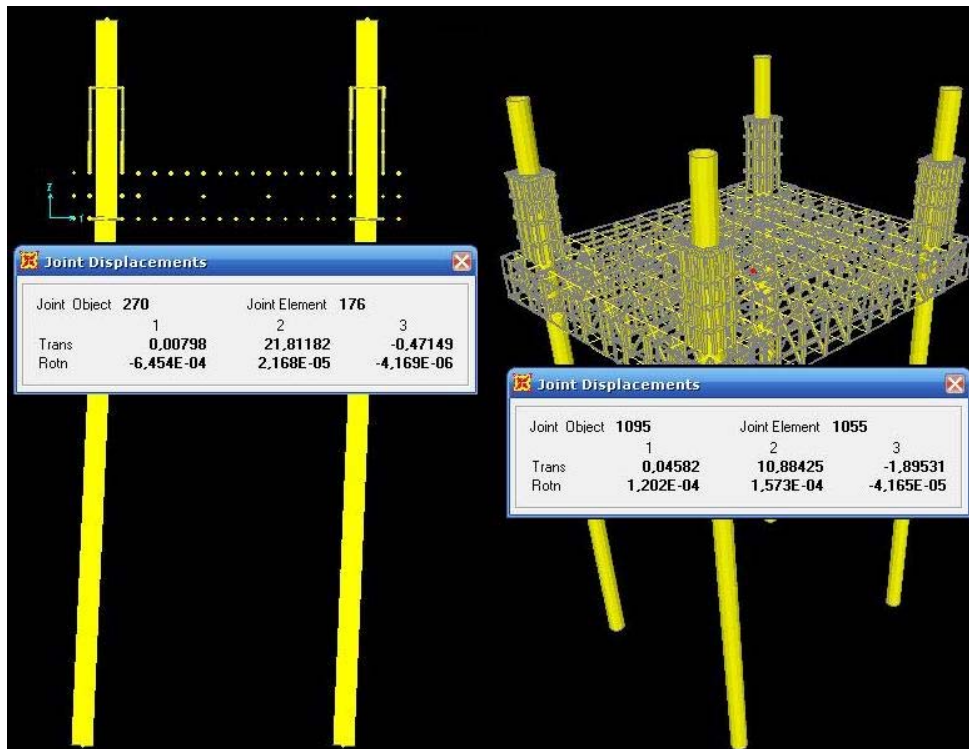 Z
1
Joint Displacements
Joint Object 270 Joint Element 176
1 2 3
Trans 0,00798 21,81182 -0,47149
Rotn -6,454E-04 2,168E-05 -4,169E-06
Joint Displacements
Joint Object 1095 Joint Element 1055
1 2 3
Trans 0,04582 10,88425 -1,89531
Rotn 1,202E-04 1,573E-04 -4,165E-05